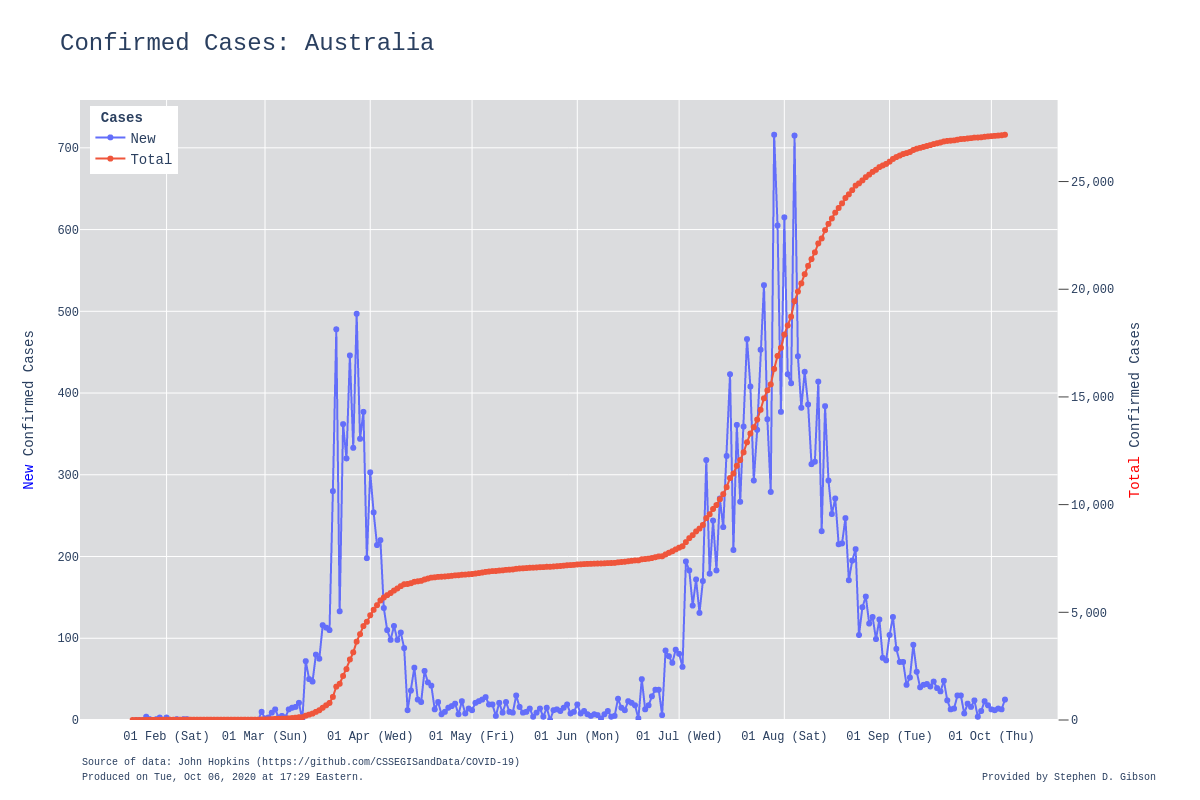 Confirmed Cases: Australia
Cases
New
Total
700
600
500
400
300
200
100
0
New Confirmed Cases
25,000
20,000
15,000
10,000
5,000
0
Total Confirmed Cases
01 Feb (Sat) 01 Mar (Sun) 01 Apr (Wed) 01 May (Fri) 01 Jun (Mon) 01 Jul (Wed) 01 Aug (Sat) 01 Sep (Tue) 01 Oct (Thu)
Source of data: John Hopkins (https://github.com/CSSEGISandData/COVID-19)
Produced on Tue, Oct 06, 2020 at 17:29 Eastern.
Provided by Stephen D. Gibson